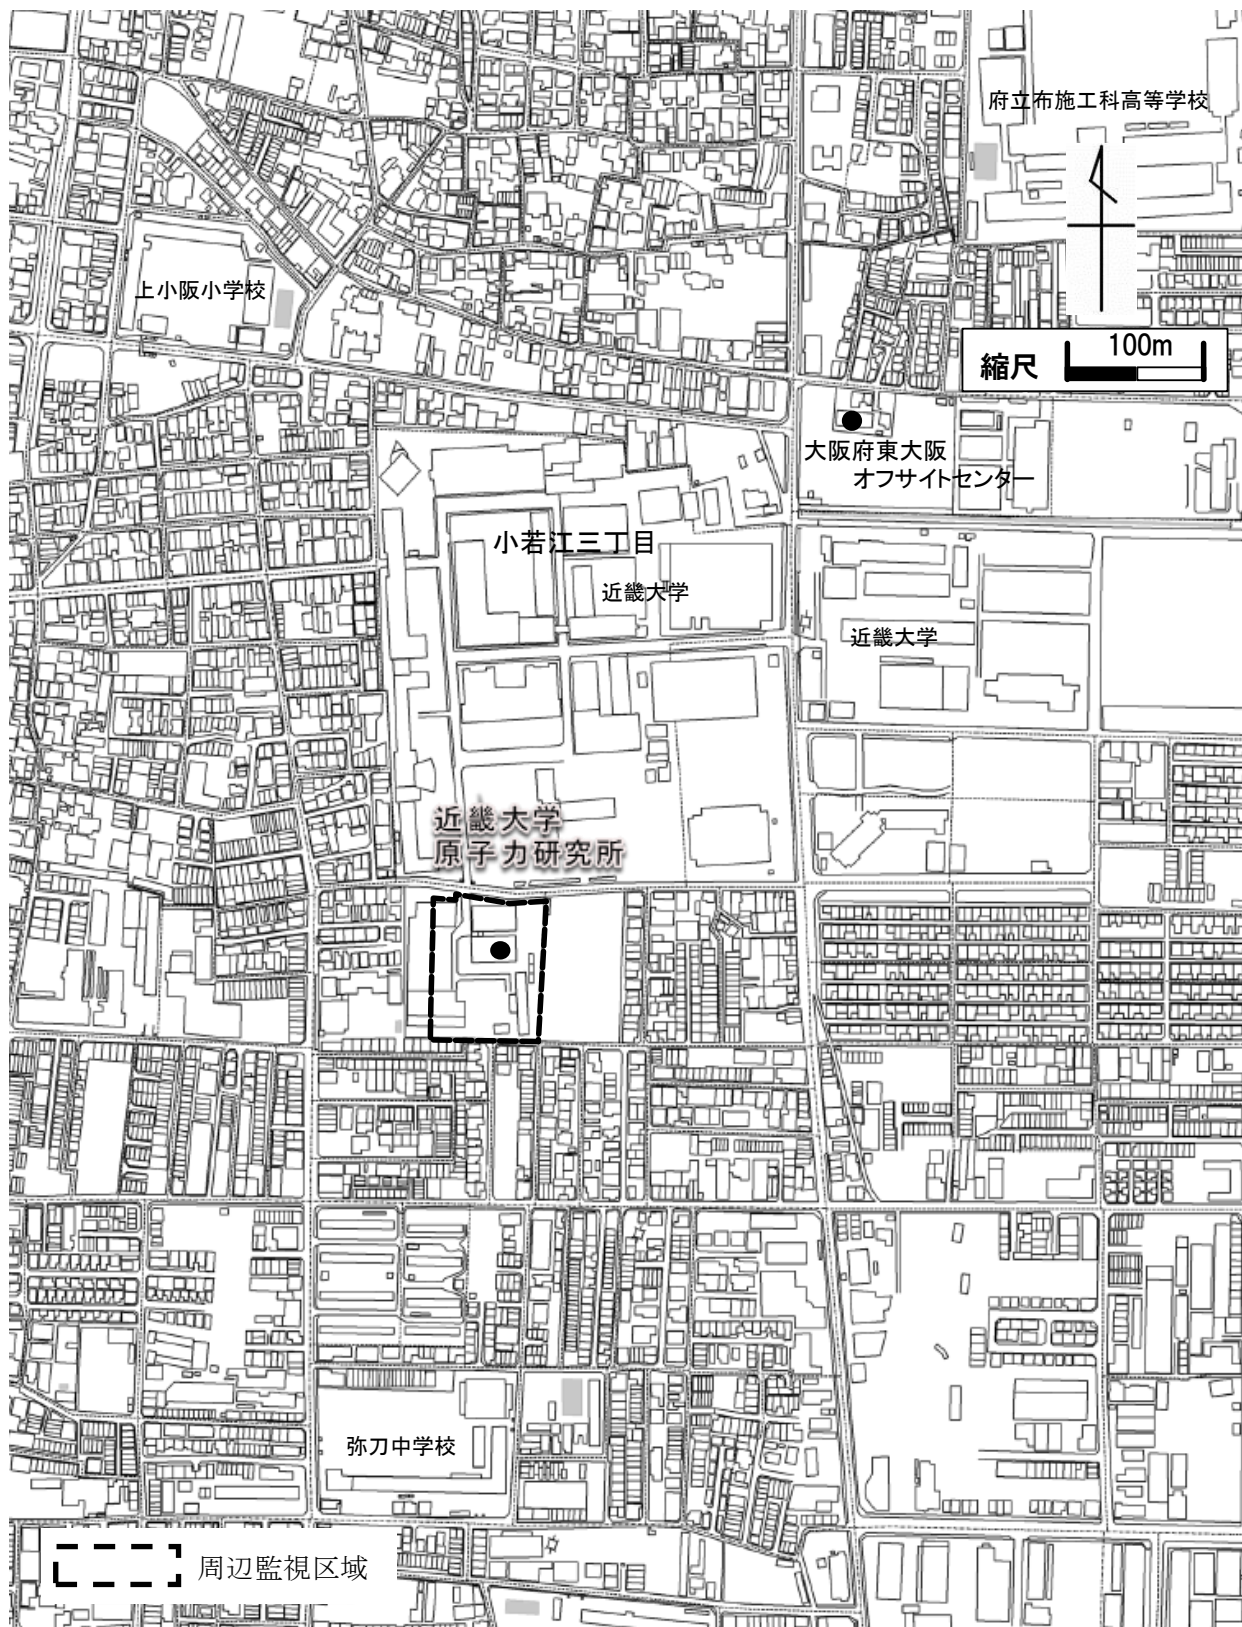 府立布施工科高等学校
上小阪小学校
縮尺
100m
大阪府東大阪
オフサイトセンター
小若江三丁目
近畿大学
近畿大学
近畿大学
原子力研究所
弥刀中学校
周辺監視区域